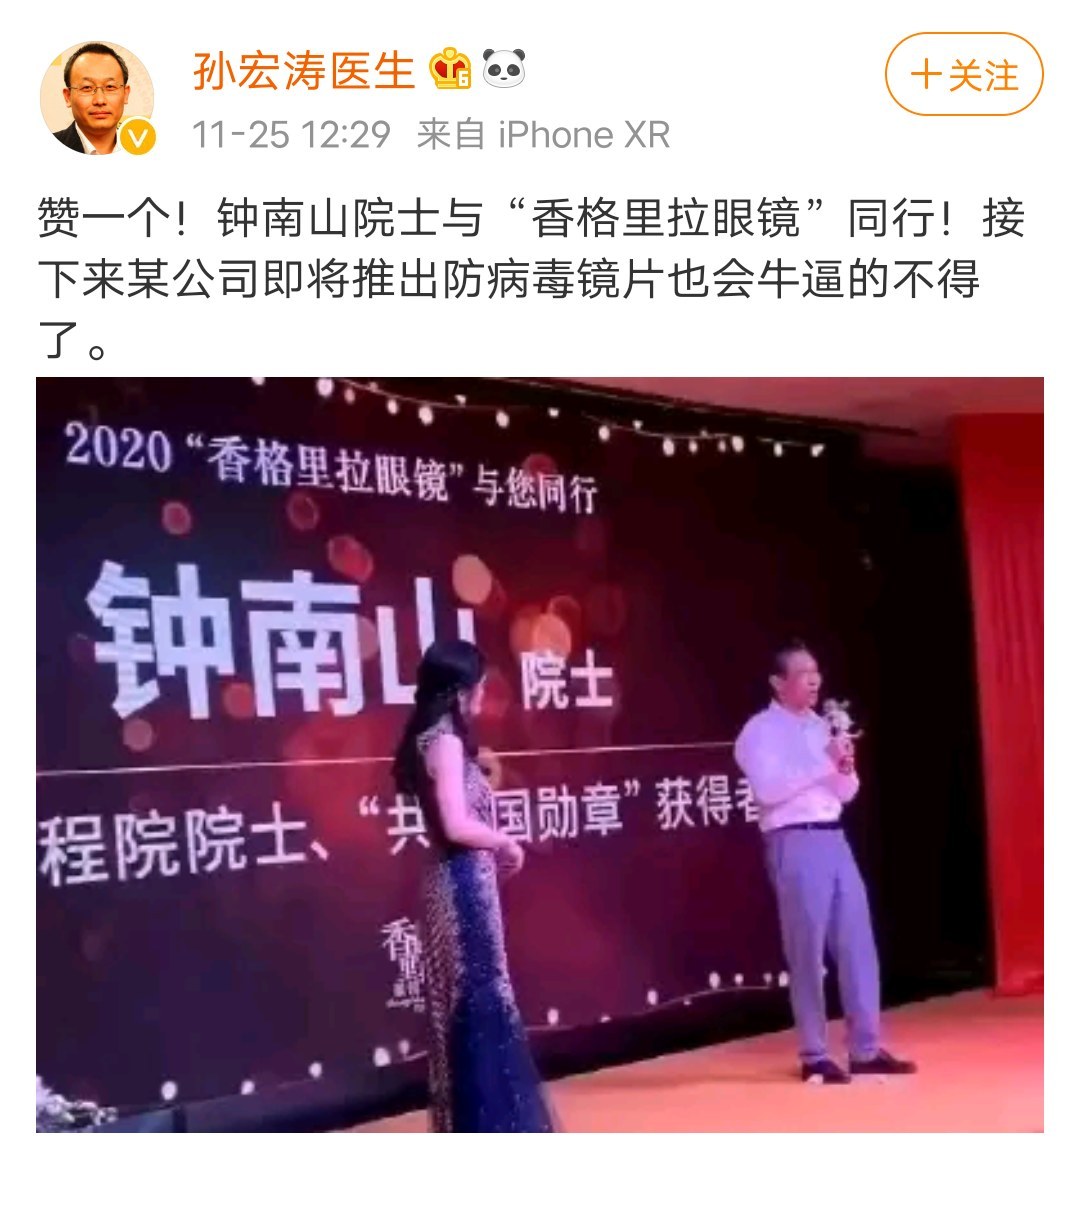 孙宏涛医生
11-25 12:29 来自 iPhone XR
+关注
赞一个！钟南山院士与“香格里拉眼镜”同行！接
下来某公司即将推出防病毒镜片也会牛逼的不得
了。
2020“香格里拉眼镜”与您同行
钟南山 院士
程院院士、“共 国勋章”获得者